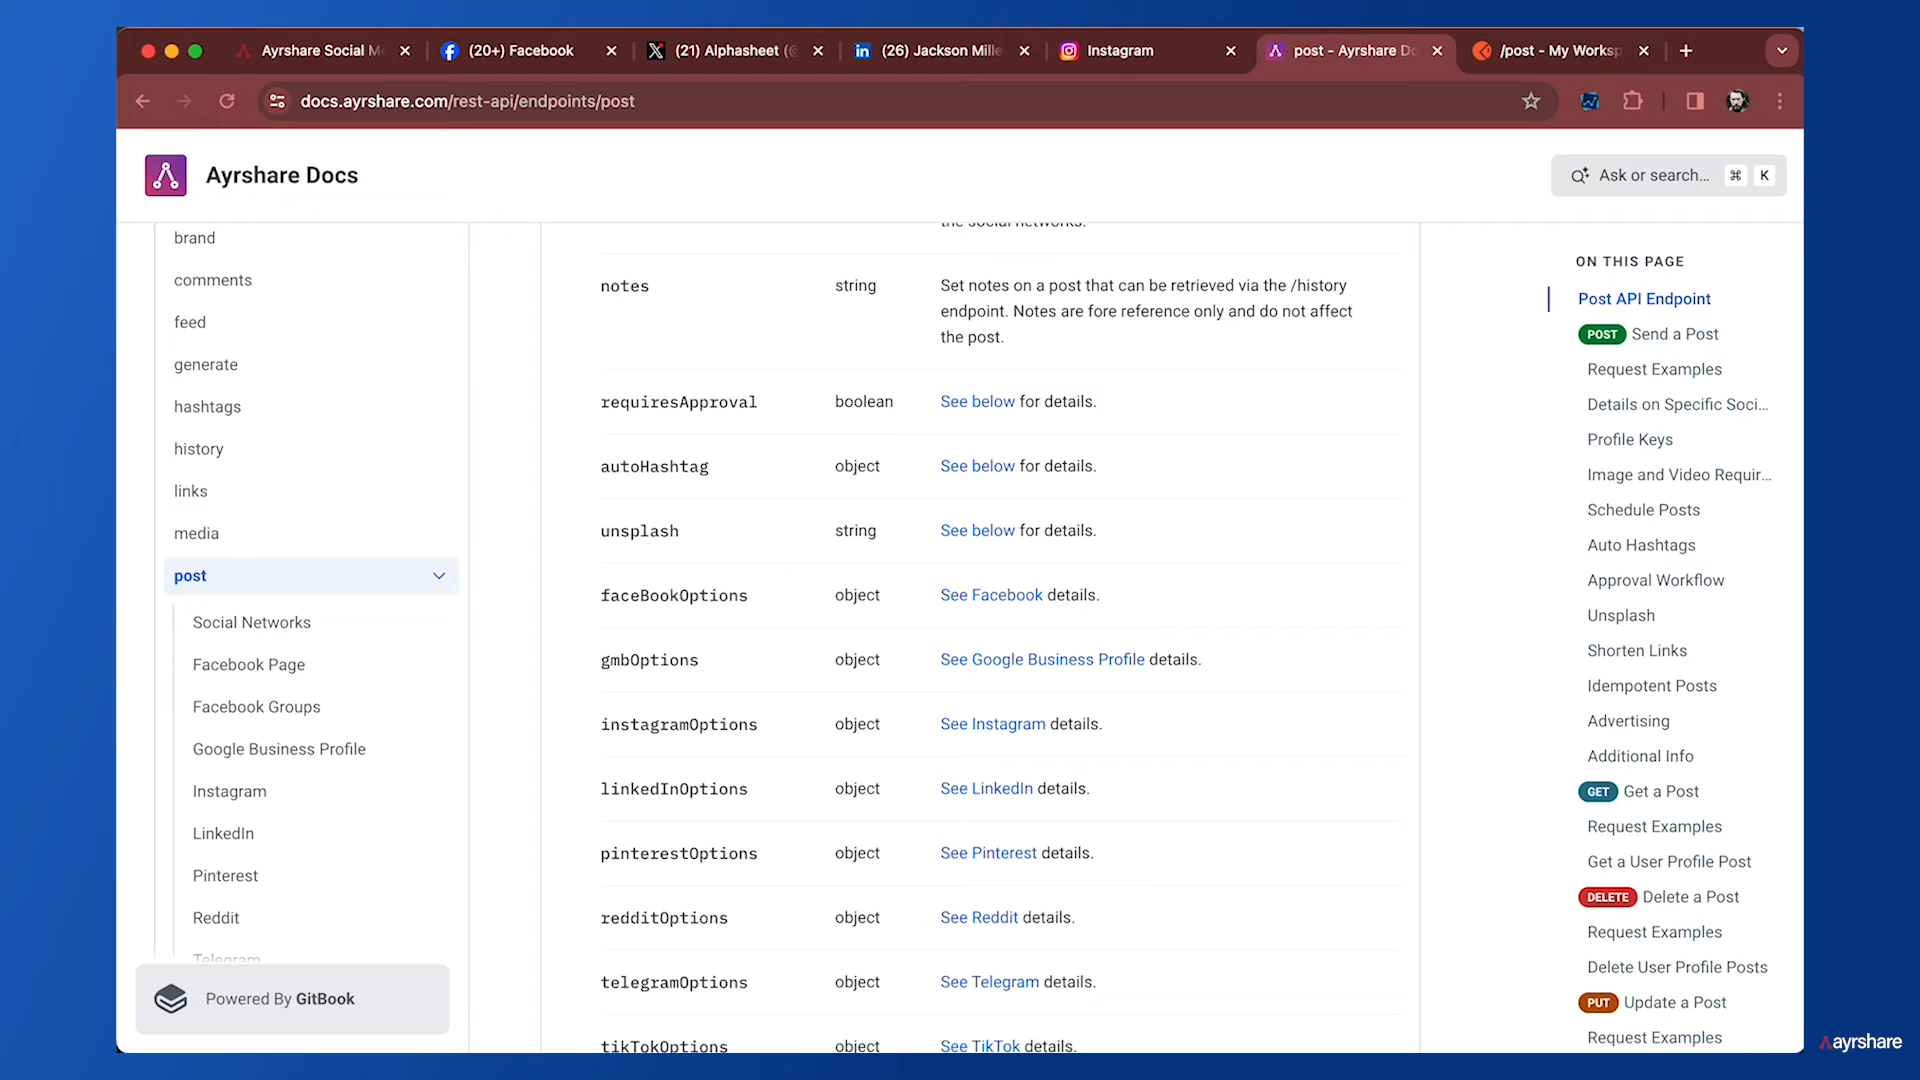 Ayrshare Social M
(20+) Facebook
(21) Alphasheet (@
(26) Jackson Mille
Instagram
post - Ayrshare Do
/post - My Worksp
docs.ayrshare.com/rest-api/endpoints/post
Ayrshare Docs
Ask or search... ⌘ K
brand
comments
feed
generate
hashtags
history
links
media
post
Social Networks
Facebook Page
Facebook Groups
Google Business Profile
Instagram
LinkedIn
Pinterest
Reddit
Telegram
Powered By GitBook
the social networks.
notes string Set notes on a post that can be retrieved via the /history
endpoint. Notes are fore reference only and do not affect
the post.
requiresApproval boolean See below for details.
autoHashtag object See below for details.
unsplash string See below for details.
faceBookOptions object See Facebook details.
gmbOptions object See Google Business Profile details.
instagramOptions object See Instagram details.
linkedInOptions object See LinkedIn details.
pinterestOptions object See Pinterest details.
redditOptions object See Reddit details.
telegramOptions object See Telegram details.
tikTokOptions object See TikTok details.
ON THIS PAGE
Post API Endpoint
POST Send a Post
Request Examples
Details on Specific Soci...
Profile Keys
Image and Video Requir...
Schedule Posts
Auto Hashtags
Approval Workflow
Unsplash
Shorten Links
Idempotent Posts
Advertising
Additional Info
GET Get a Post
Request Examples
Get a User Profile Post
DELETE Delete a Post
Request Examples
Delete User Profile Posts
PUT Update a Post
Request Examples
ayrshare